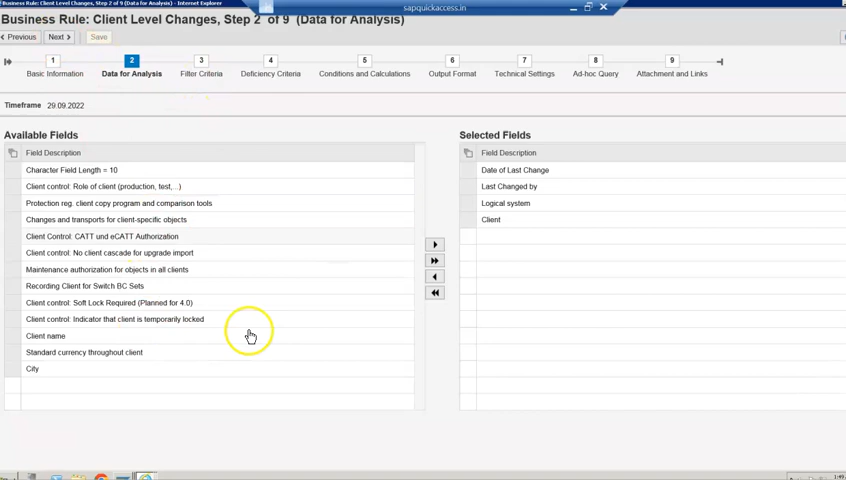 Business Rule: Client Level Changes, Step 2 of 9 (Data for Analysis) - Internet Explorer
sapquickaccess.in
Business Rule: Client Level Changes, Step 2 of 9 (Data for Analysis)
Previous Next Save
1 2 3 4 5 6 7 8 9
Basic Information Data for Analysis Filter Criteria Deficiency Criteria Conditions and Calculations Output Format Technical Settings Ad-hoc Query Attachment and Links
Timeframe 29.09.2022
Available Fields
Field Description
Character Field Length = 10
Client control: Role of client (production, test,...)
Protection reg. client copy program and comparison tools
Changes and transports for client-specific objects
Client Control: CATT und eCATT Authorization
Client control: No client cascade for upgrade import
Maintenance authorization for objects in all clients
Recording Client for Switch BC Sets
Client control: Soft Lock Required (Planned for 4.0)
Client control: Indicator that client is temporarily locked
Client name
Standard currency throughout client
City
Selected Fields
Field Description
Date of Last Change
Last Changed by
Logical system
Client